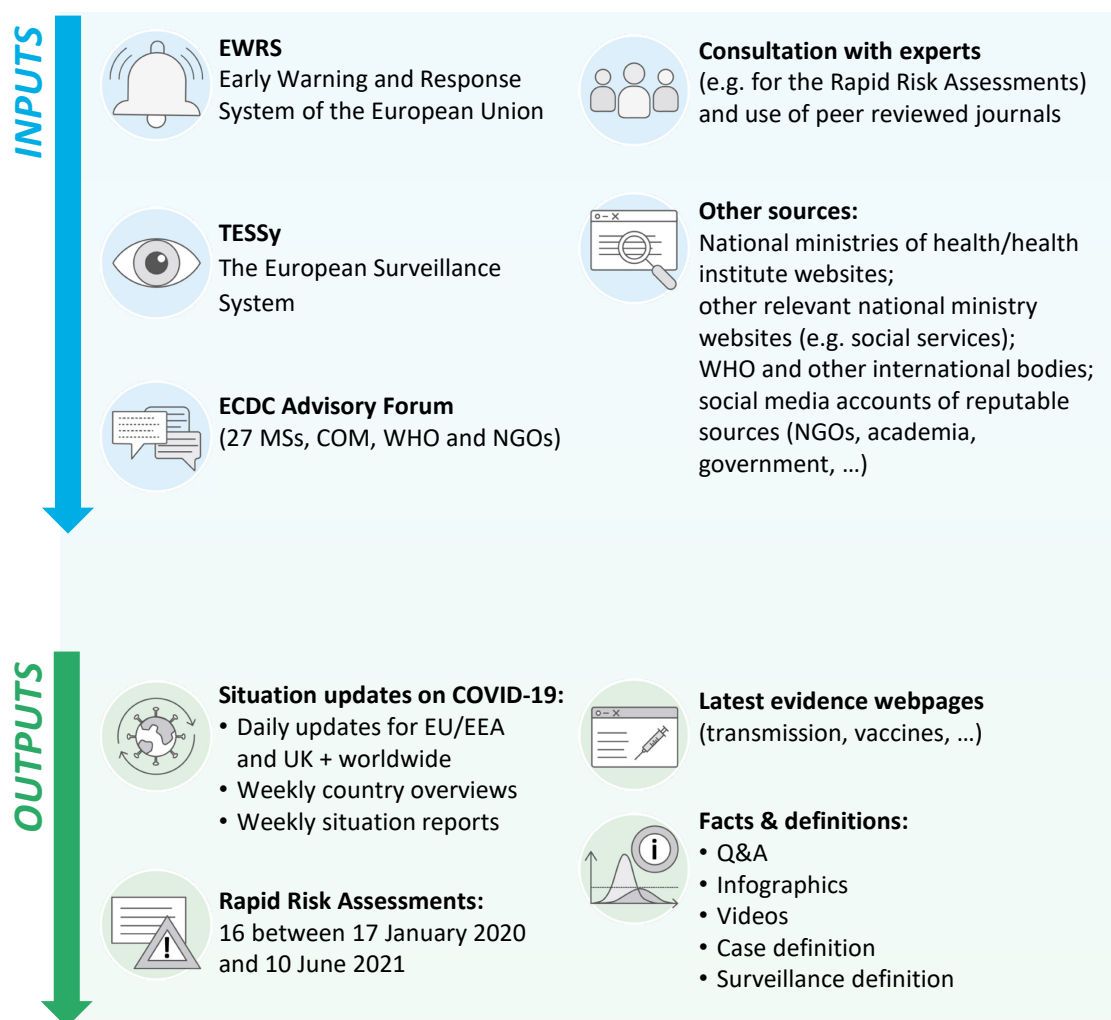 INPUTS
EWRS
Early Warning and Response
System of the European Union
TESSy
The European Surveillance
System
ECDC Advisory Forum
(27 MSs, COM, WHO and NGOs)
Consultation with experts
(e.g. for the Rapid Risk Assessments)
and use of peer reviewed journals
Other sources:
National ministries of health/health
institute websites;
other relevant national ministry
websites (e.g. social services);
WHO and other international bodies;
social media accounts of reputable
sources (NGOs, academia,
government, …)
OUTPUTS
Situation updates on COVID-19:
• Daily updates for EU/EEA
and UK + worldwide
• Weekly country overviews
• Weekly situation reports
Rapid Risk Assessments:
16 between 17 January 2020
and 10 June 2021
Latest evidence webpages
(transmission, vaccines, …)
Facts & definitions:
• Q&A
• Infographics
• Videos
• Case definition
• Surveillance definition